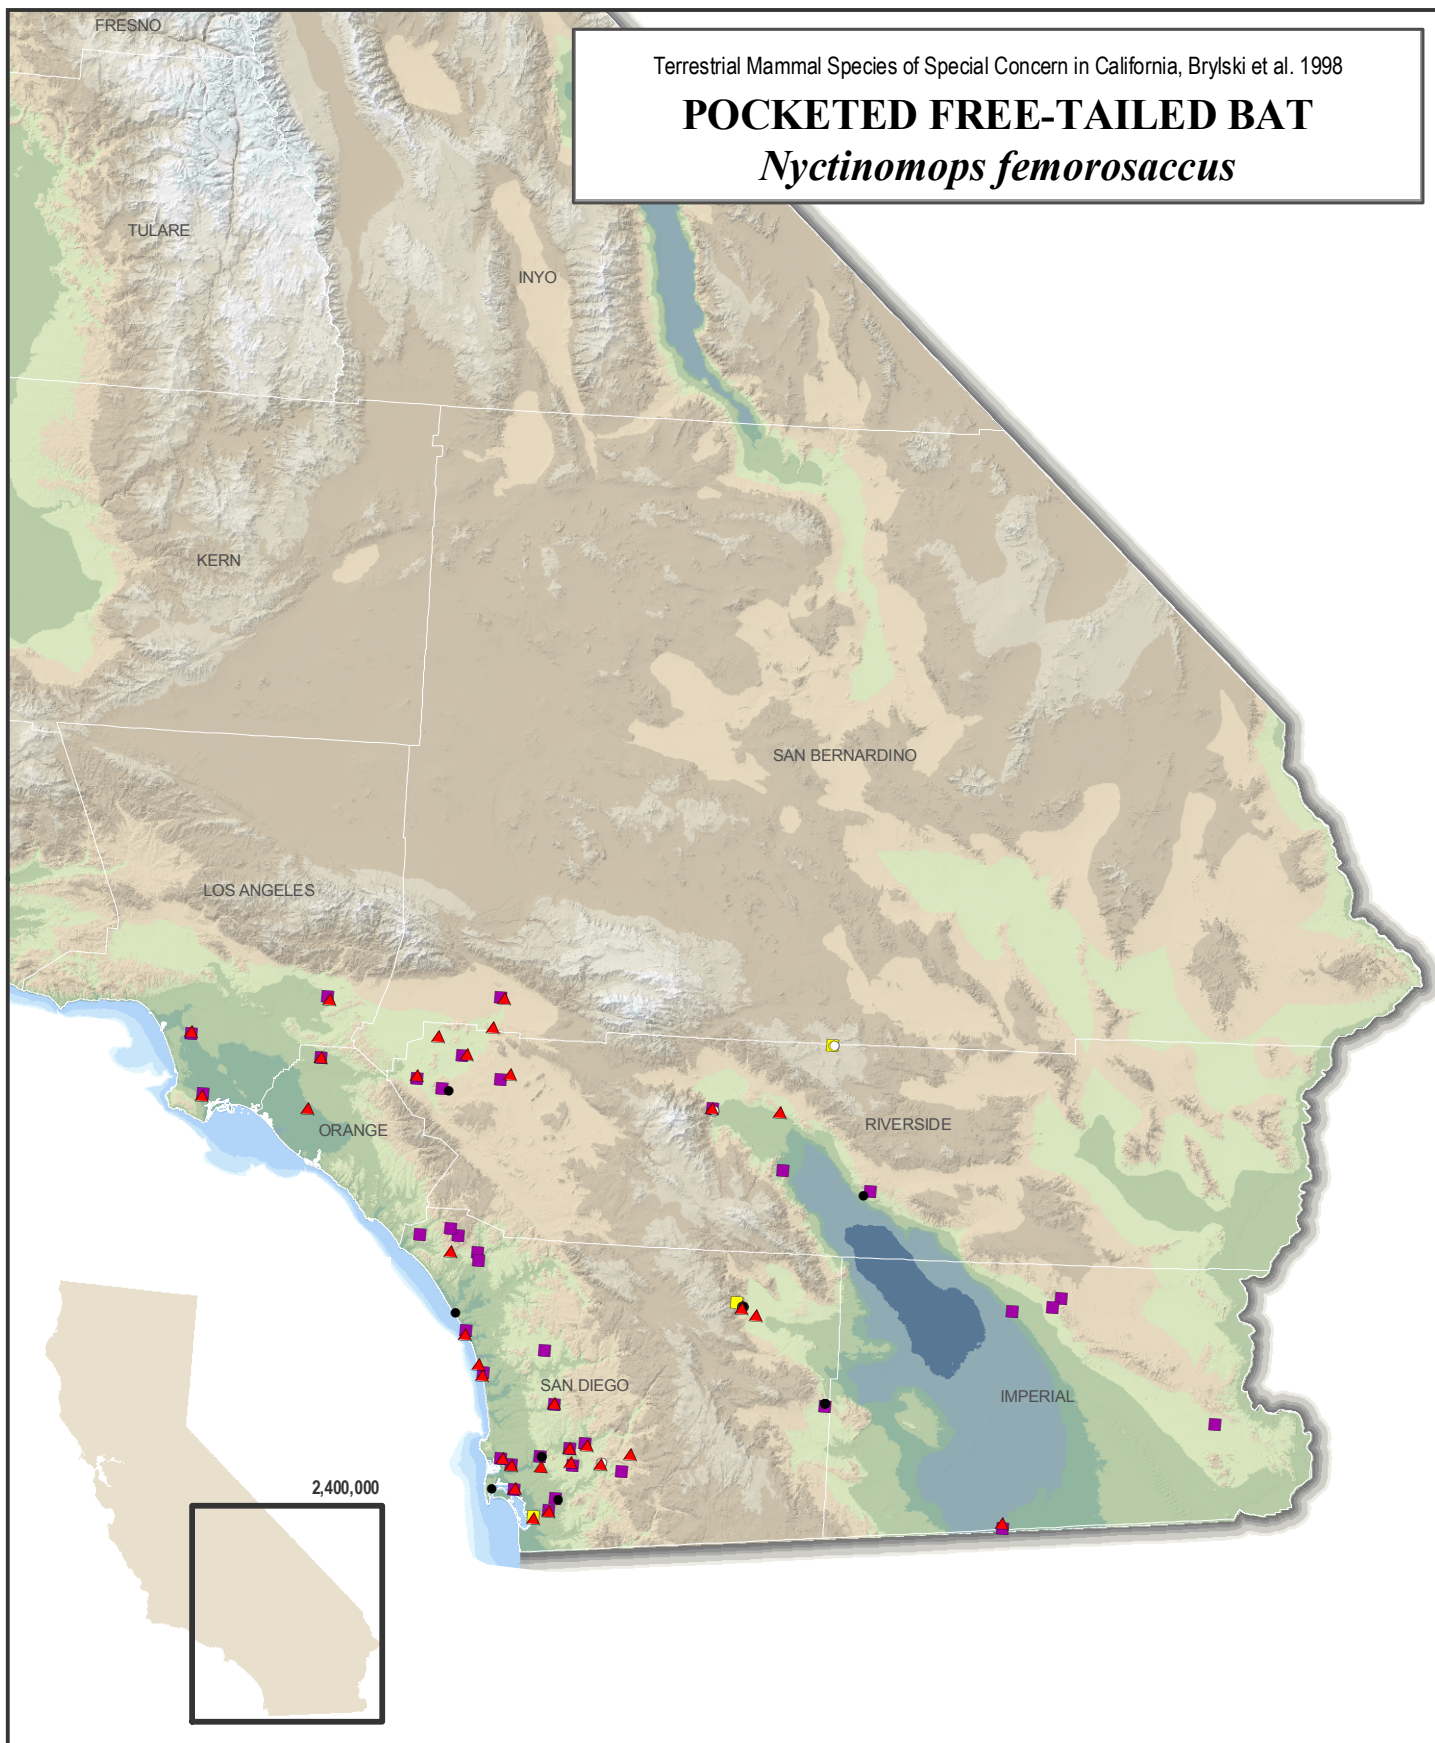 FRESNO
Terrestrial Mammal Species of Special Concern in California, Brylski et al. 1998
POCKETED FREE-TAILED BAT
Nyctinomops femorosaccus
TULARE
INYO
KERN
SAN BERNARDINO
LOS ANGELES
ORANGE
RIVERSIDE
SAN DIEGO
IMPERIAL
2,400,000